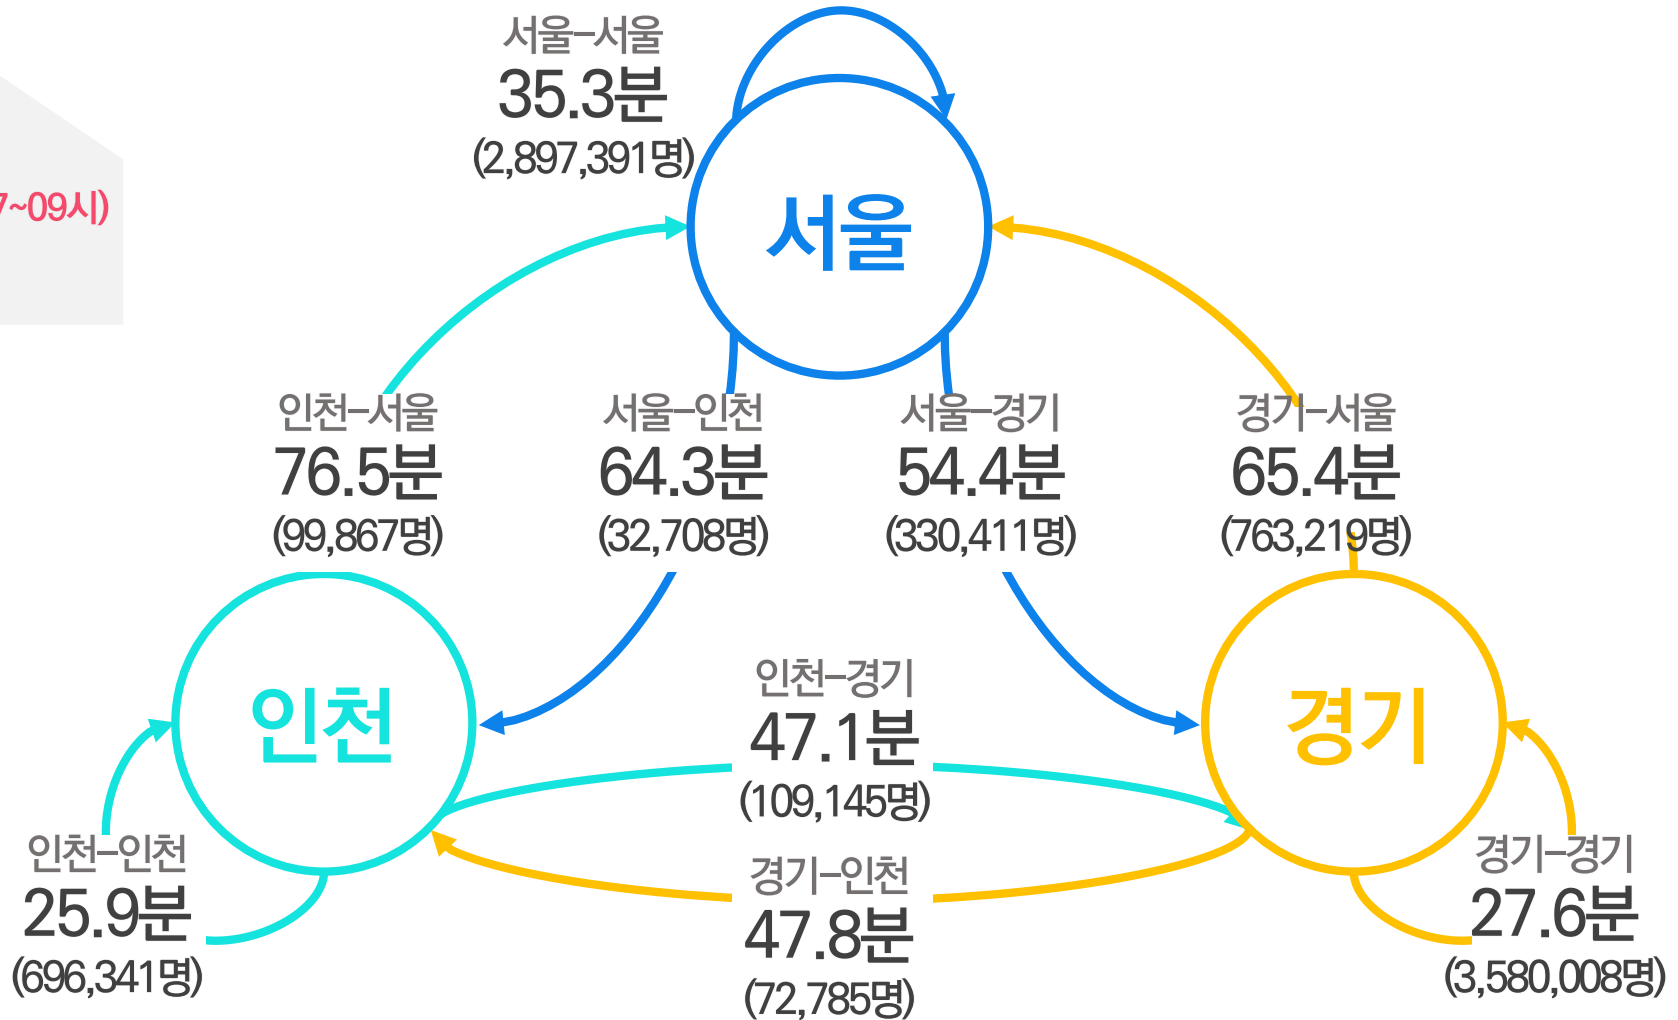 서울-서울
35.3분
(2,897,391명)
7~09시)
서울
인천-서울
76.5분
(99,867명)
서울-인천
64.3분
(32,708명)
서울-경기
54.4분
(330,411명)
경기-서울
65.4분
(763,219명)
인천
경기
인천-경기
47.1분
(109,145명)
인천-인천
25.9분
(696,341명)
경기-인천
47.8분
(72,785명)
경기-경기
27.6분
(3,580,008명)